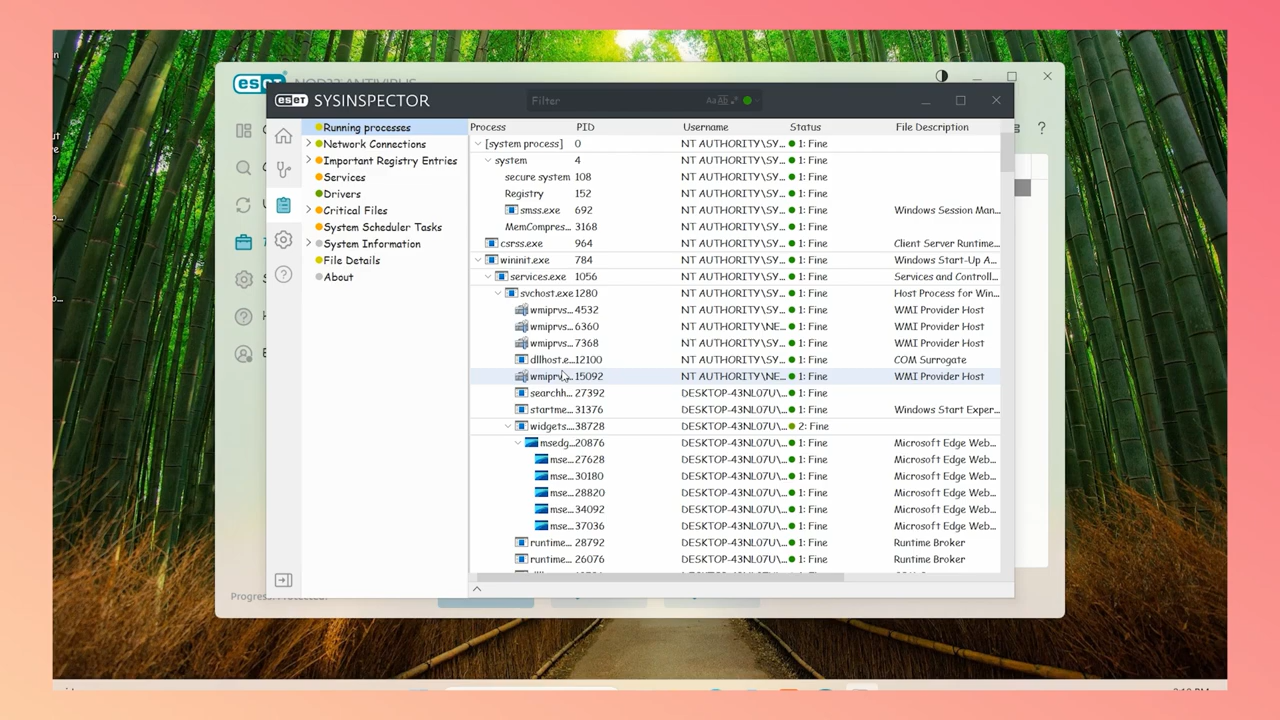 eset NOD32 ANTIVIRUS
eset SYSINSPECTOR
Filter
Running processes
Network Connections
Important Registry Entries
Services
Drivers
Critical Files
System Scheduler Tasks
System Information
File Details
About
Process PID Username Status File Description
[system process] 0 NT AUTHORITY\SY... 1: Fine
system 4 NT AUTHORITY\SY... 1: Fine
secure system 108 NT AUTHORITY\SY... 1: Fine
Registry 152 NT AUTHORITY\SY... 1: Fine
smss.exe 692 NT AUTHORITY\SY... 1: Fine Windows Session Man...
MemCompres... 3168 NT AUTHORITY\SY... 1: Fine
csrss.exe 964 NT AUTHORITY\SY... 1: Fine Client Server Runtime...
wininit.exe 784 NT AUTHORITY\SY... 1: Fine Windows Start-Up A...
services.exe 1056 NT AUTHORITY\SY... 1: Fine Services and Controll...
svchost.exe 1280 NT AUTHORITY\SY... 1: Fine Host Process for Win...
wmiprvs... 4532 NT AUTHORITY\SY... 1: Fine WMI Provider Host
wmiprvs... 6360 NT AUTHORITY\NE... 1: Fine WMI Provider Host
wmiprvs... 7368 NT AUTHORITY\SY... 1: Fine WMI Provider Host
dllhost.e... 12100 NT AUTHORITY\SY... 1: Fine COM Surrogate
wmiprv... 15092 NT AUTHORITY\NE... 1: Fine WMI Provider Host
searchh... 27392 DESKTOP-43NL07U\... 1: Fine
startme... 31376 DESKTOP-43NL07U\... 1: Fine Windows Start Exper...
widgets... 38728 DESKTOP-43NL07U\... 2: Fine
msedg... 20876 DESKTOP-43NL07U\... 1: Fine Microsoft Edge Web...
mse... 27628 DESKTOP-43NL07U\... 1: Fine Microsoft Edge Web...
mse... 30180 DESKTOP-43NL07U\... 1: Fine Microsoft Edge Web...
mse... 28820 DESKTOP-43NL07U\... 1: Fine Microsoft Edge Web...
mse... 34092 DESKTOP-43NL07U\... 1: Fine Microsoft Edge Web...
mse... 37036 DESKTOP-43NL07U\... 1: Fine Microsoft Edge Web...
runtime... 28792 DESKTOP-43NL07U\... 1: Fine Runtime Broker
runtime... 26076 DESKTOP-43NL07U\... 1: Fine Runtime Broker